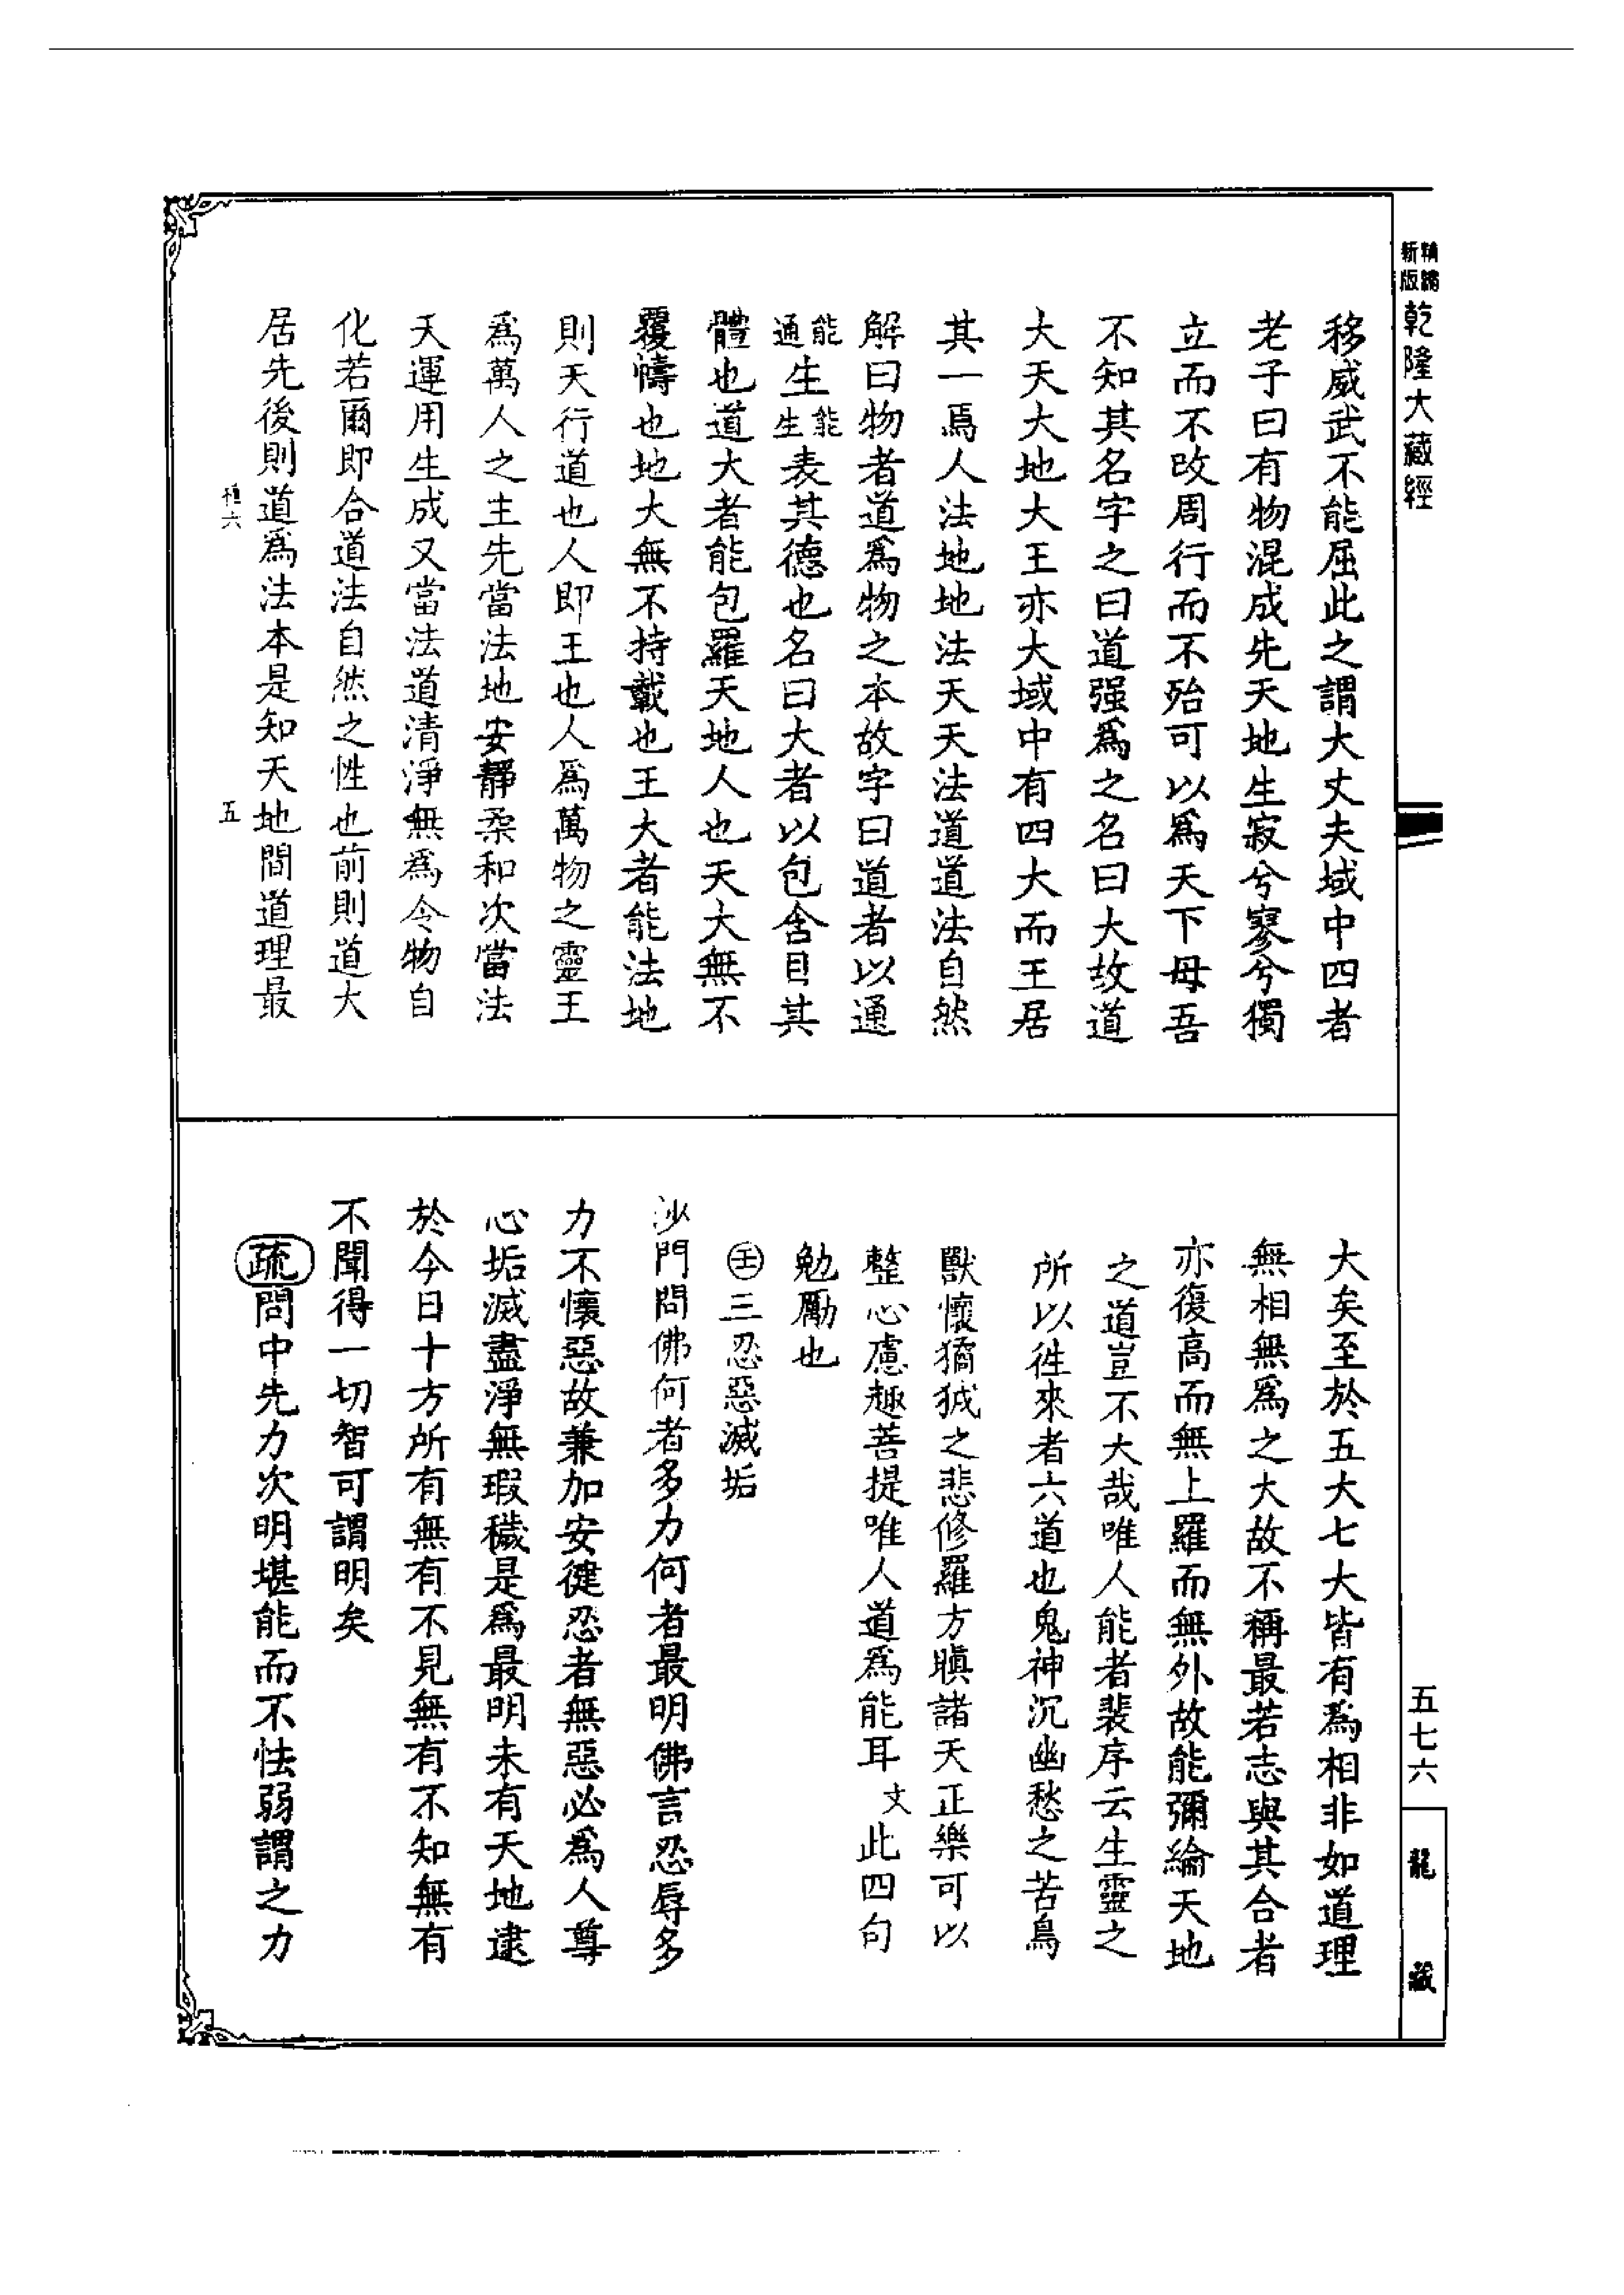 精編
新版
乾隆大藏經
移威武不能屈此之謂大丈夫域中四者
老子曰有物混成先天地生寂兮寥兮獨
立而不改周行而不殆可以爲天下母吾
不知其名字之曰道强爲之名曰大故道
大天大地大王亦大域中有四大而王居
其一焉人法地地法天天法道道法自然
解曰物者道爲物之本故字曰道者以通
能通生能生表其德也名曰大者以包含目其
體也道大者能包羅天地人也天大無不
覆幬也地大無不持載也王大者能法地
則天行道也人即王也人爲萬物之靈王
爲萬人之主先當法地安靜柔和次當法
天運用生成又當法道清淨無爲令物自
化若爾即合道法自然之性也前則道大
居先後則道爲法本是知天地間道理最
五
大矣至於五大七大皆有爲相非如道理
無相無爲之大故不稱最若志與其合者
亦復高而無上羅而無外故能彌綸天地
之道豈不大哉唯人能者裴序云生靈之
所以徃來者六道也鬼神沉幽愁之苦鳥
獸懷獝狘之悲修羅方瞋諸天正樂可以
整心慮趣菩提唯人道爲能耳文此四句
勉勵也
㊅三忍惡滅垢
沙門問佛何者多力何者最明佛言忍辱多
力不懷惡故兼加安健忍者無惡必爲人尊
心垢滅盡淨無瑕穢是爲最明未有天地逮
於今日十方所有無有不見無有不知無有
不聞得一切智可謂明矣
疏問中先力次明堪能而不怯弱謂之力
五七六
龍藏